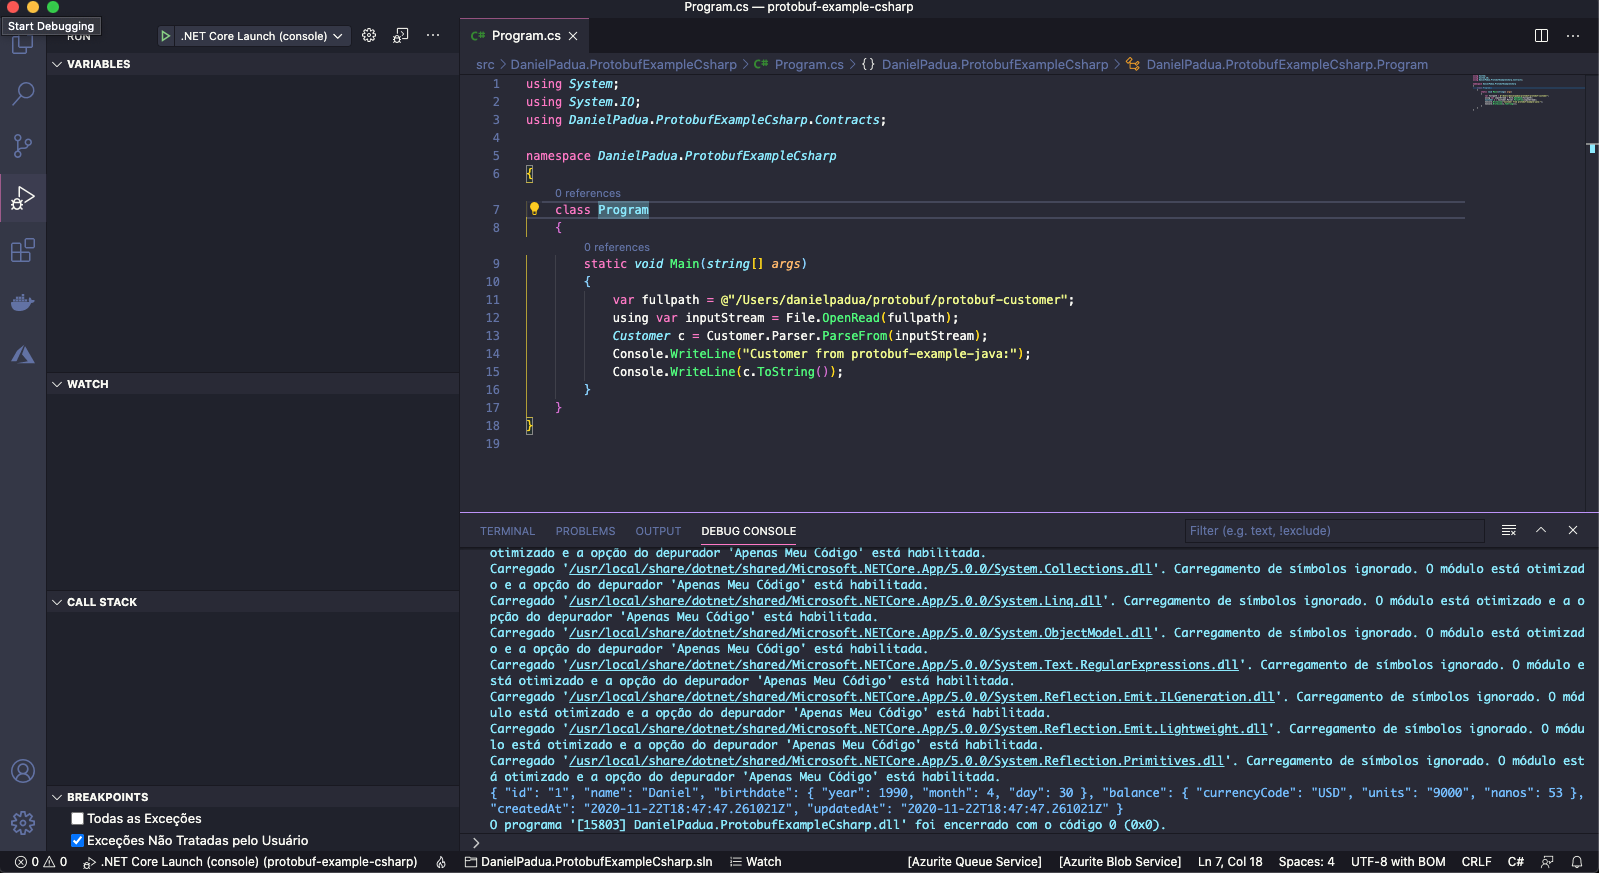 Program.cs — protobuf-example-csharp
Start Debugging
RUN
.NET Core Launch (console)
VARIABLES
WATCH
CALL STACK
BREAKPOINTS
Todas as Exceções
Exceções Não Tratadas pelo Usuário
C# Program.cs
src > DanielPadua.ProtobufExampleCsharp > C# Program.cs > {} DanielPadua.ProtobufExampleCsharp > DanielPadua.ProtobufExampleCsharp.Program
1 using System;
2 using System.IO;
3 using DanielPadua.ProtobufExampleCsharp.Contracts;
4
5 namespace DanielPadua.ProtobufExampleCsharp
6 {
0 references
7 class Program
8 {
0 references
9 static void Main(string[] args)
10 {
11 var fullpath = @"/Users/danielpadua/protobuf/protobuf-customer";
12 using var inputStream = File.OpenRead(fullpath);
13 Customer c = Customer.Parser.ParseFrom(inputStream);
14 Console.WriteLine("Customer from protobuf-example-java:");
15 Console.WriteLine(c.ToString());
16 }
17 }
18 }
19
TERMINAL PROBLEMS OUTPUT DEBUG CONSOLE Filter (e.g. text, !exclude)
otimizado e a opção do depurador 'Apenas Meu Código' está habilitada.
Carregado '/usr/local/share/dotnet/shared/Microsoft.NETCore.App/5.0.0/System.Collections.dll'. Carregamento de símbolos ignorado. O módulo está otimizad
o e a opção do depurador 'Apenas Meu Código' está habilitada.
Carregado '/usr/local/share/dotnet/shared/Microsoft.NETCore.App/5.0.0/System.Linq.dll'. Carregamento de símbolos ignorado. O módulo está otimizado e a o
pção do depurador 'Apenas Meu Código' está habilitada.
Carregado '/usr/local/share/dotnet/shared/Microsoft.NETCore.App/5.0.0/System.ObjectModel.dll'. Carregamento de símbolos ignorado. O módulo está otimizad
o e a opção do depurador 'Apenas Meu Código' está habilitada.
Carregado '/usr/local/share/dotnet/shared/Microsoft.NETCore.App/5.0.0/System.Text.RegularExpressions.dll'. Carregamento de símbolos ignorado. O módulo e
stá otimizado e a opção do depurador 'Apenas Meu Código' está habilitada.
Carregado '/usr/local/share/dotnet/shared/Microsoft.NETCore.App/5.0.0/System.Reflection.Emit.ILGeneration.dll'. Carregamento de símbolos ignorado. O mód
ulo está otimizado e a opção do depurador 'Apenas Meu Código' está habilitada.
Carregado '/usr/local/share/dotnet/shared/Microsoft.NETCore.App/5.0.0/System.Reflection.Emit.Lightweight.dll'. Carregamento de símbolos ignorado. O módu
lo está otimizado e a opção do depurador 'Apenas Meu Código' está habilitada.
Carregado '/usr/local/share/dotnet/shared/Microsoft.NETCore.App/5.0.0/System.Reflection.Primitives.dll'. Carregamento de símbolos ignorado. O módulo est
á otimizado e a opção do depurador 'Apenas Meu Código' está habilitada.
{ "id": "1", "name": "Daniel", "birthdate": { "year": 1990, "month": 4, "day": 30 }, "balance": { "currencyCode": "USD", "units": "9000", "nanos": 53 },
"createdAt": "2020-11-22T18:47:47.261021Z", "updatedAt": "2020-11-22T18:47:47.261021Z" }
O programa '[15803] DanielPadua.ProtobufExampleCsharp.dll' foi encerrado com o código 0 (0x0).
0 0 .NET Core Launch (console) (protobuf-example-csharp) DanielPadua.ProtobufExampleCsharp.sln Watch [Azurite Queue Service] [Azurite Blob Service] Ln 7, Col 18 Spaces: 4 UTF-8 with BOM CRLF C#